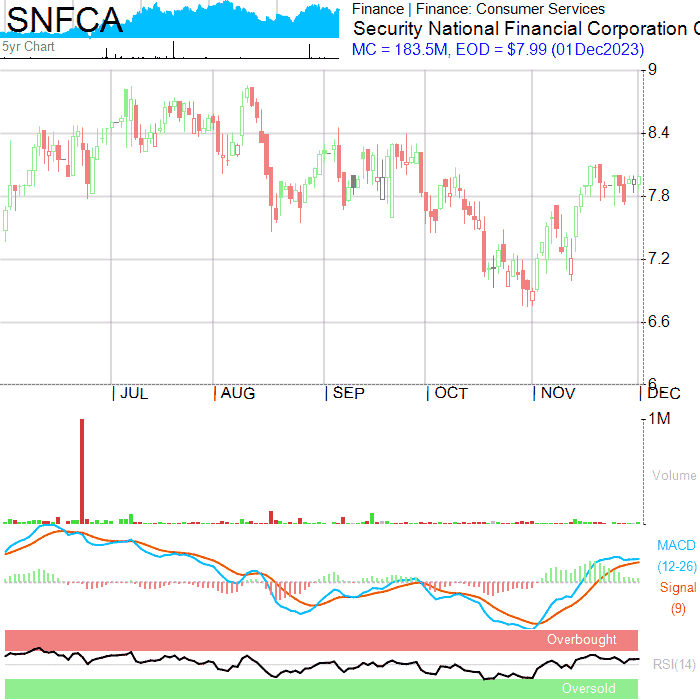 SNFCA
Finance | Finance: Consumer Services
Security National Financial Corporation
5yr Chart
MC = 183.5M, EOD = $7.99 (01Dec2023)
9
8.4
7.8
7.2
6.6
6
JUL AUG SEP OCT NOV DEC
1M
Volume
MACD
(12-26)
Signal
(9)
Overbought
RSI(14)
Oversold